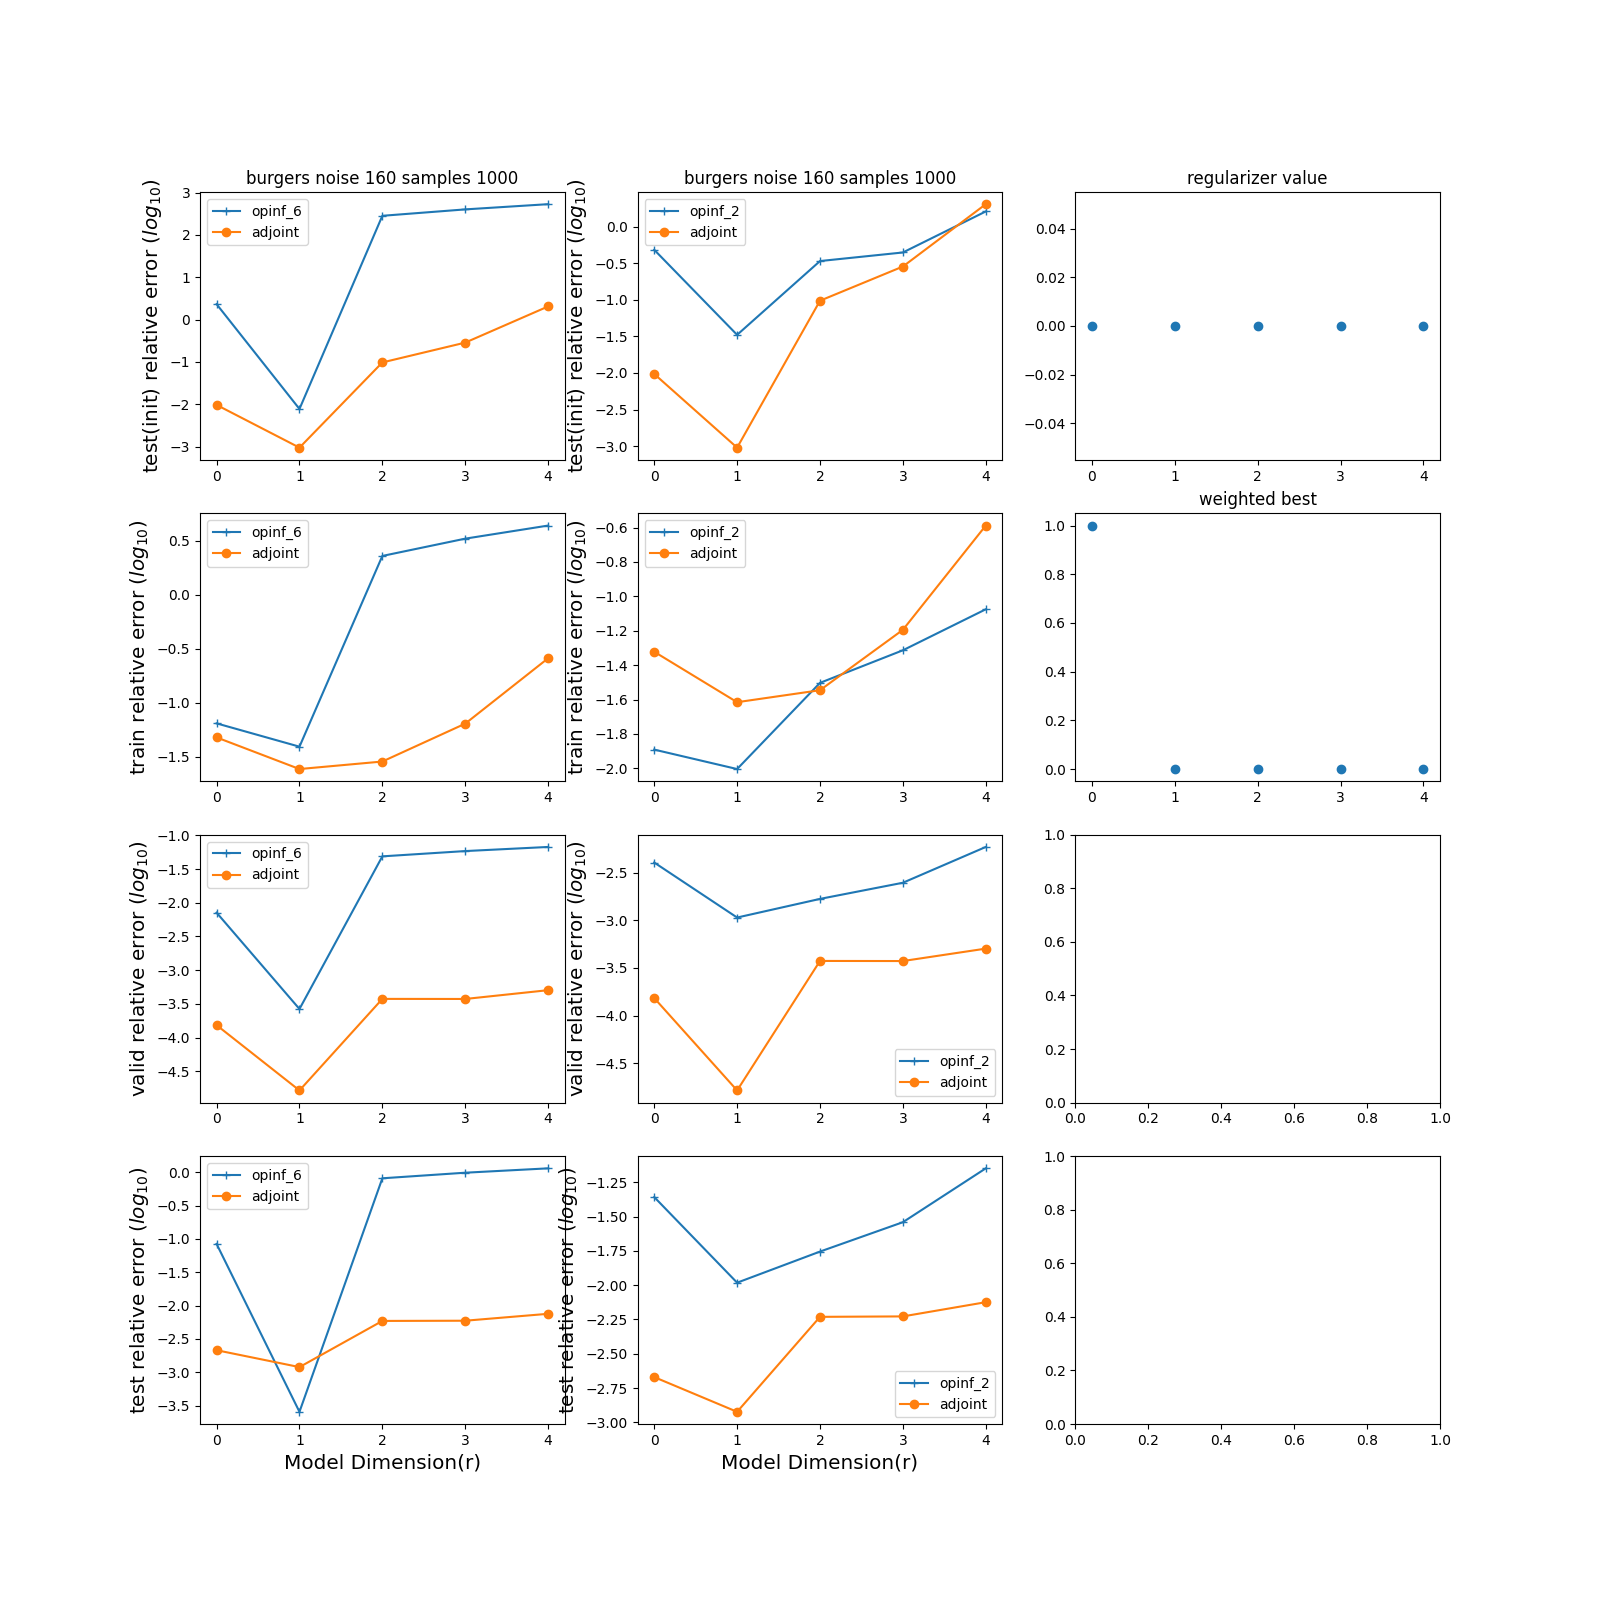 burgers noise 160 samples 1000
burgers noise 160 samples 1000
regularizer value
test(init) relative error (log10)
3
2
1
0
−1
−2
−3
opinf_6
adjoint
0 1 2 3 4
test(init) relative error (log10)
0.0
−0.5
−1.0
−1.5
−2.0
−2.5
−3.0
opinf_2
adjoint
0 1 2 3 4
0.04
0.02
0.00
−0.02
−0.04
0 1 2 3 4
train relative error (log10)
0.5
0.0
−0.5
−1.0
−1.5
opinf_6
adjoint
0 1 2 3 4
train relative error (log10)
−0.6
−0.8
−1.0
−1.2
−1.4
−1.6
−1.8
−2.0
opinf_2
adjoint
0 1 2 3 4
weighted best
1.0
0.8
0.6
0.4
0.2
0.0
0 1 2 3 4
valid relative error (log10)
−1.0
−1.5
−2.0
−2.5
−3.0
−3.5
−4.0
−4.5
opinf_6
adjoint
0 1 2 3 4
valid relative error (log10)
−2.5
−3.0
−3.5
−4.0
−4.5
opinf_2
adjoint
0 1 2 3 4
1.0
0.8
0.6
0.4
0.2
0.0
0.0 0.2 0.4 0.6 0.8 1.0
test relative error (log10)
0.0
−0.5
−1.0
−1.5
−2.0
−2.5
−3.0
−3.5
opinf_6
adjoint
0 1 2 3 4
Model Dimension(r)
test relative error (log10)
−1.25
−1.50
−1.75
−2.00
−2.25
−2.50
−2.75
−3.00
opinf_2
adjoint
0 1 2 3 4
Model Dimension(r)
1.0
0.8
0.6
0.4
0.2
0.0
0.0 0.2 0.4 0.6 0.8 1.0